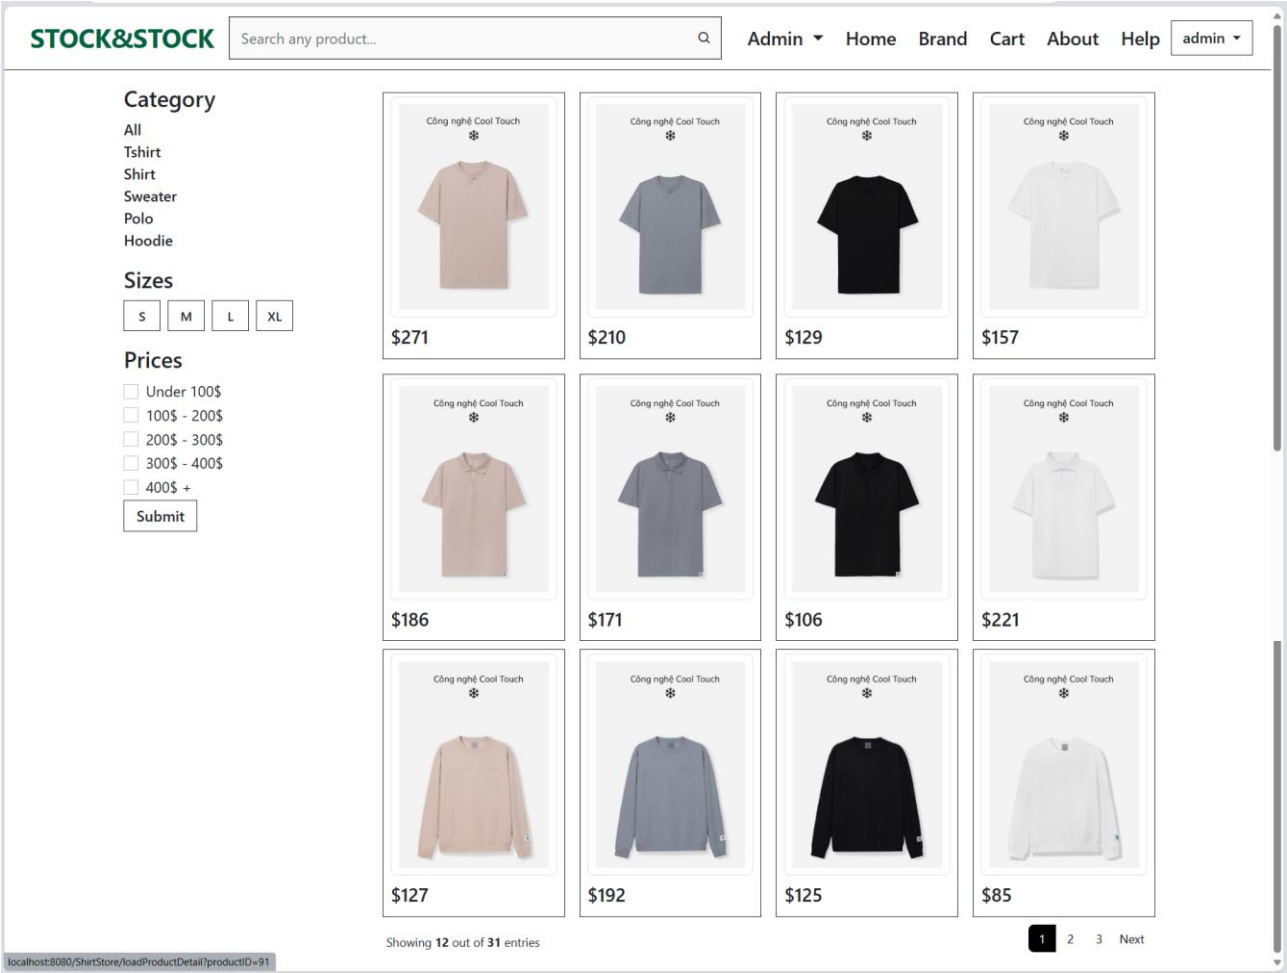 STOCK&STOCK
Search any product...
Admin
Home
Brand
Cart
About
Help
admin
Category
All
Tshirt
Shirt
Sweater
Polo
Hoodie
Sizes
S M L XL
Prices
Under 100$
100$ - 200$
200$ - 300$
300$ - 400$
400$ +
Submit
Công nghệ Cool Touch
$271
Công nghệ Cool Touch
$210
Công nghệ Cool Touch
$129
Công nghệ Cool Touch
$157
Công nghệ Cool Touch
$186
Công nghệ Cool Touch
$171
Công nghệ Cool Touch
$106
Công nghệ Cool Touch
$221
Công nghệ Cool Touch
$127
Công nghệ Cool Touch
$192
Công nghệ Cool Touch
$125
Công nghệ Cool Touch
$85
Showing 12 out of 31 entries
1 2 3 Next
localhost:8080/ShirtStore/loadProductDetail?productID=91